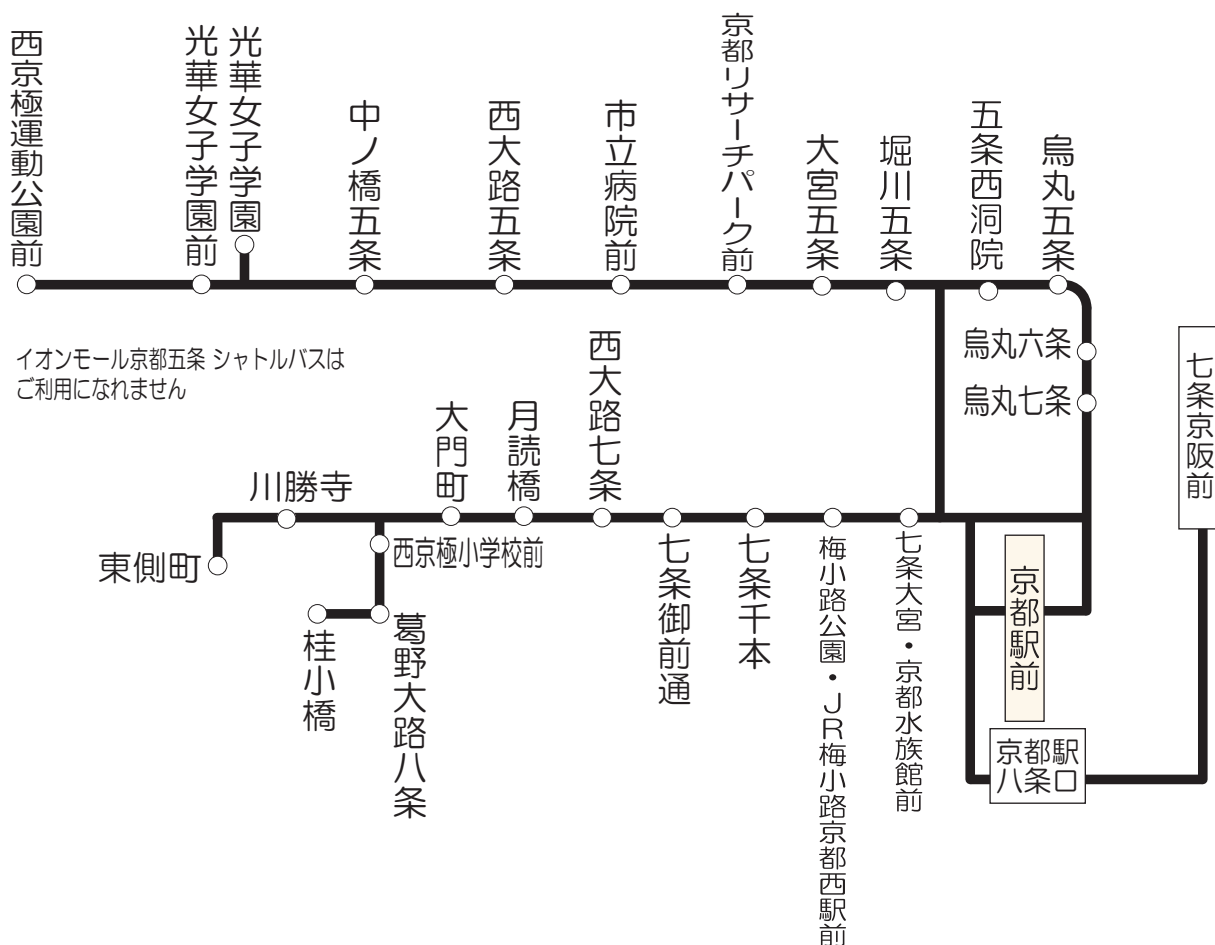 西京極運動公園前
光華女子学園前
光華女子学園
中ノ橋五条
西大路五条
市立病院前
京都リサーチパーク前
大宮五条
堀川五条
五条西洞院
烏丸五条
烏丸六条
烏丸七条
七条京阪前
イオンモール京都五条 シャトルバスは
ご利用になれません
東側町
川勝寺
西京極小学校前
葛野大路八条
桂小橋
大門町
月読橋
西大路七条
七条御前通
七条千本
梅小路公園・JR梅小路京都西駅前
七条大宮・京都水族館前
京都駅前
京都駅
八条口